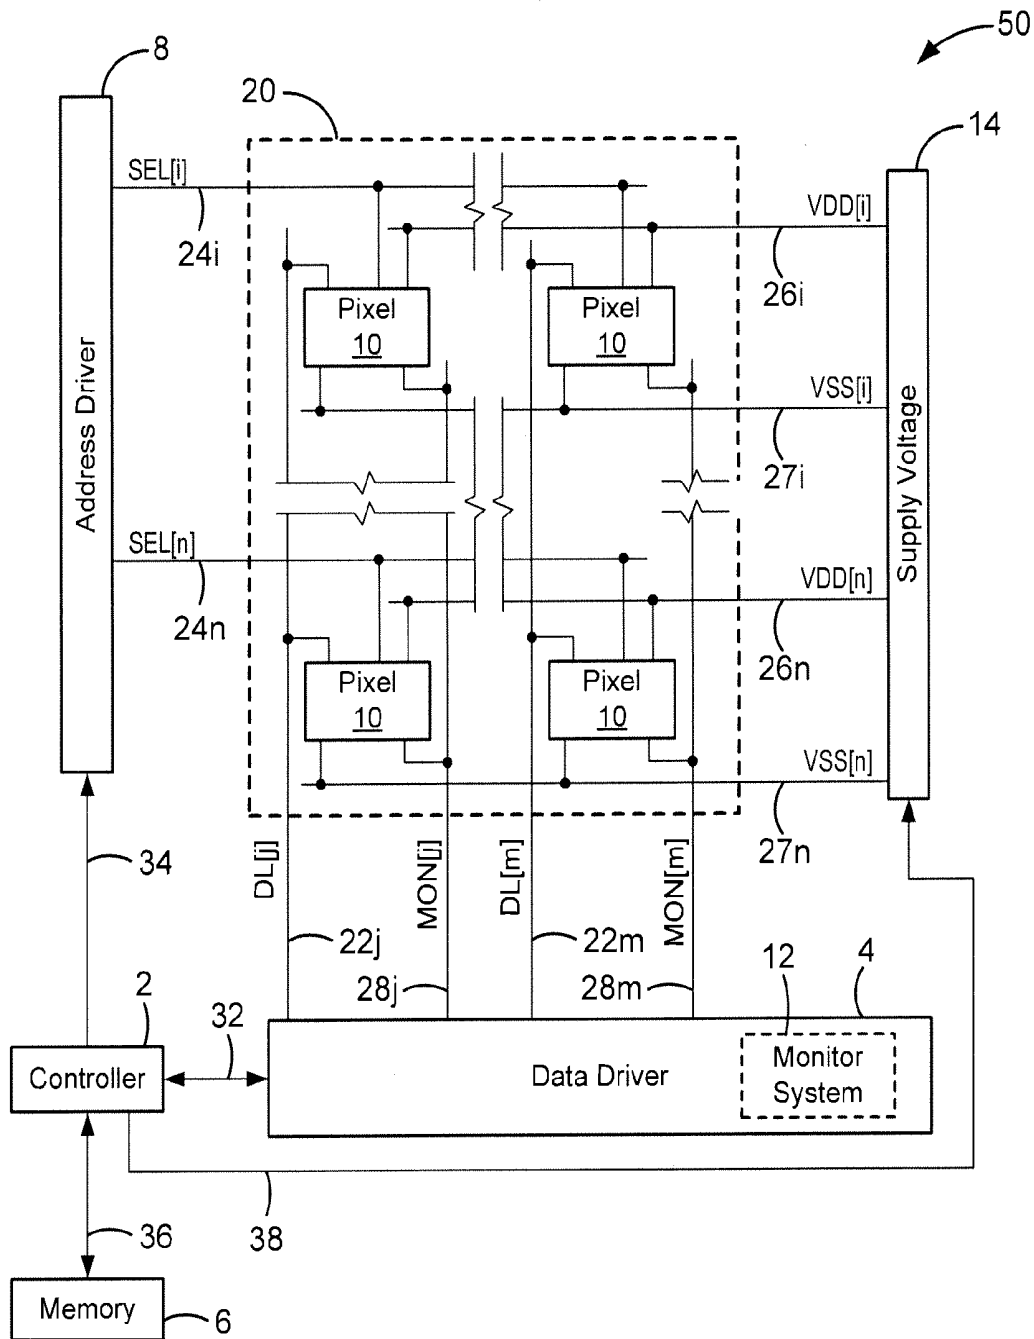 50
8
20
14
SEL[i]
VDD[i]
24i
26i
Pixel
10
Pixel
10
VSS[i]
27i
Address Driver
Supply Voltage
SEL[n]
VDD[n]
24n
26n
Pixel
10
Pixel
10
VSS[n]
27n
34
DL[j]
MON[j]
DL[m]
MON[m]
22j
22m
28j
28m
12
4
2
32
Controller
Data Driver
Monitor
System
36
38
Memory
6